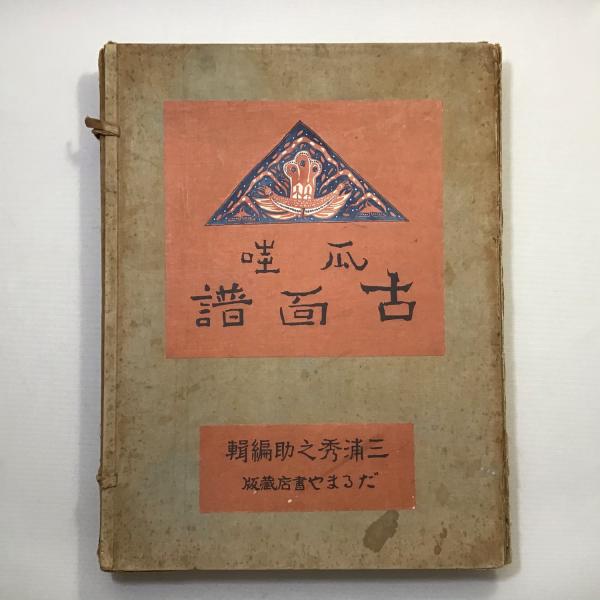 瓜哇
古面譜
三浦秀之助編輯
だるまや書店藏版